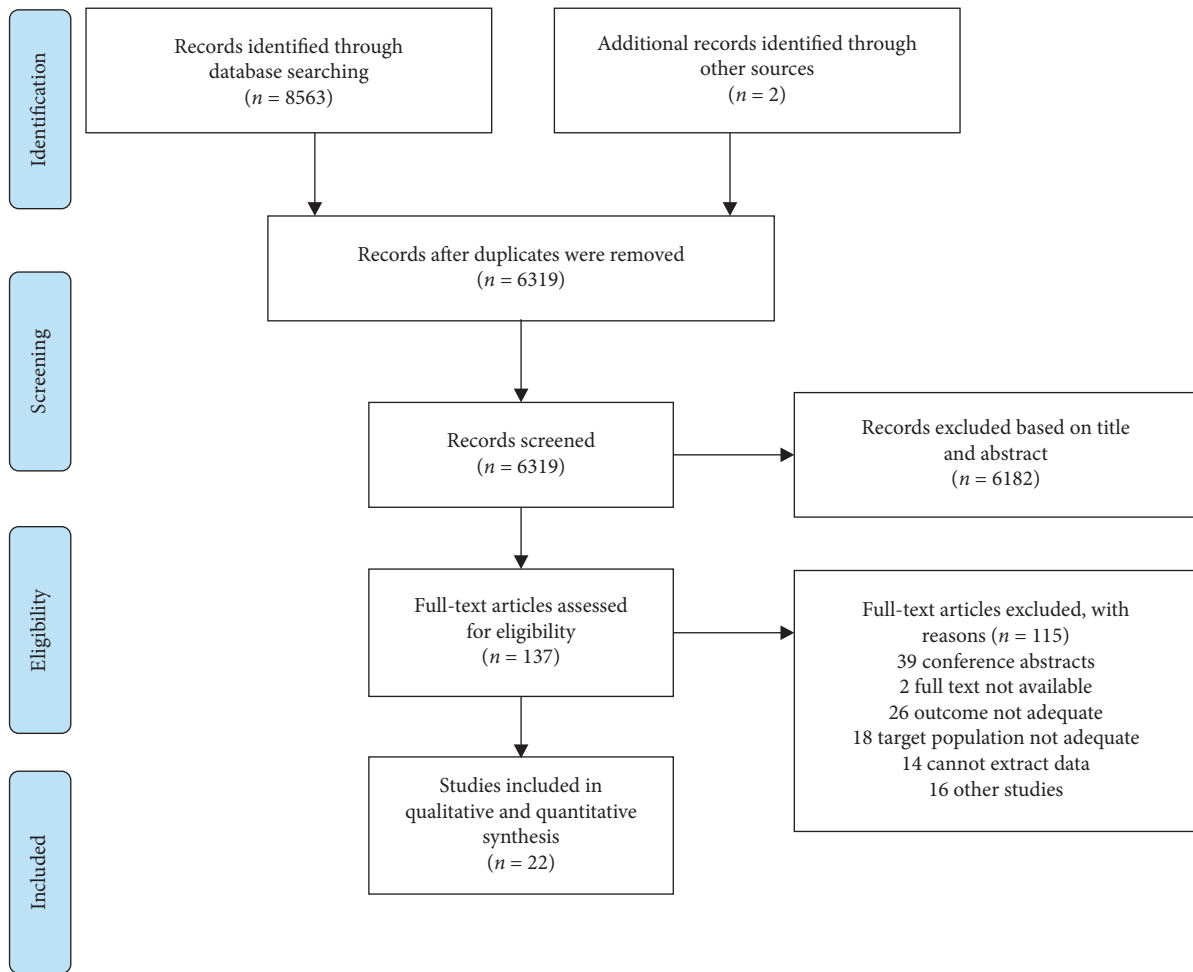 Identification
Records identified through
database searching
(n = 8563)
Additional records identified through
other sources
(n = 2)
Records after duplicates were removed
(n = 6319)
Screening
Records screened
(n = 6319)
Records excluded based on title
and abstract
(n = 6182)
Eligibility
Full-text articles assessed
for eligibility
(n = 137)
Full-text articles excluded, with
reasons (n = 115)
39 conference abstracts
2 full text not available
26 outcome not adequate
18 target population not adequate
14 cannot extract data
16 other studies
Included
Studies included in
qualitative and quantitative
synthesis
(n = 22)